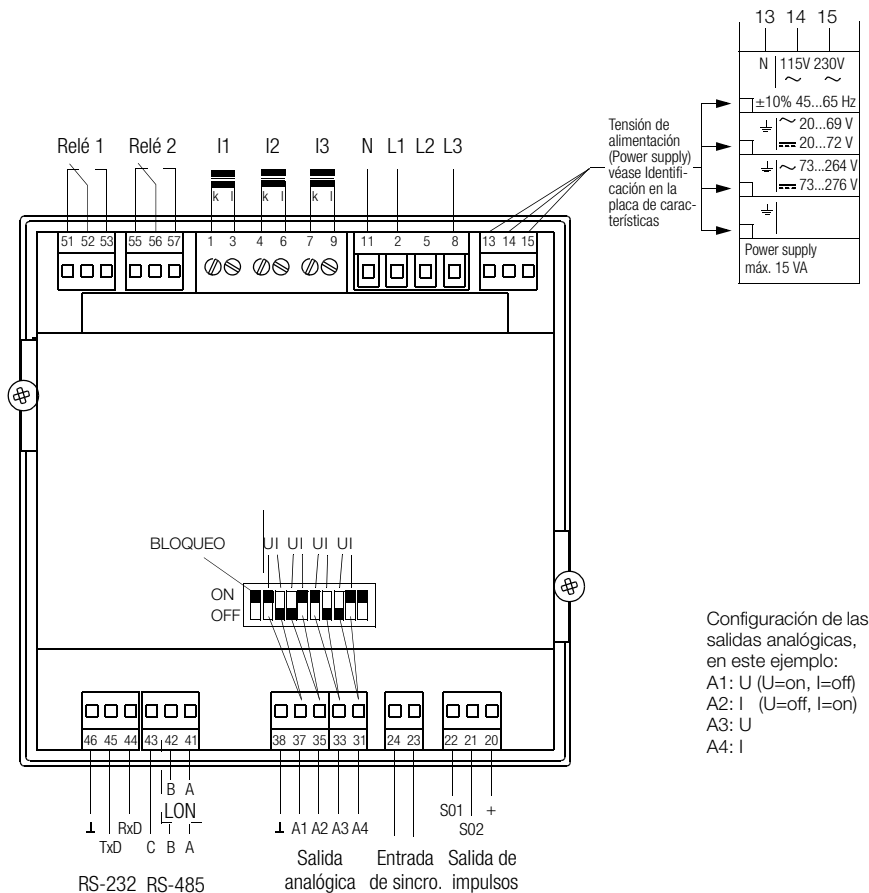 13 14 15
N 115V 230V
~ ~
±10% 45...65 Hz
~ 20...69 V
20...72 V
~ 73...264 V
73...276 V
Power supply
máx. 15 VA
Tensión de
alimentación
(Power supply)
véase Identifi-
cación en la
placa de carac-
terísticas
Relé 1 Relé 2 I1 I2 I3 N L1 L2 L3
k l k l k l
51 52 53 55 56 57 1 3 4 6 7 9 11 2 5 8 13 14 15
BLOQUEO UI UI UI UI
ON
OFF
Configuración de las
salidas analógicas,
en este ejemplo:
A1: U (U=on, I=off)
A2: I (U=off, I=on)
A3: U
A4: I
46 45 44 43 42 41 38 37 35 33 31 24 23 22 21 20
B A
LON
S01 +
S02
RxD
TxD
C B A
A1 A2 A3 A4
RS-232 RS-485
Salida
analógica
Entrada
de sincro.
Salida de
impulsos